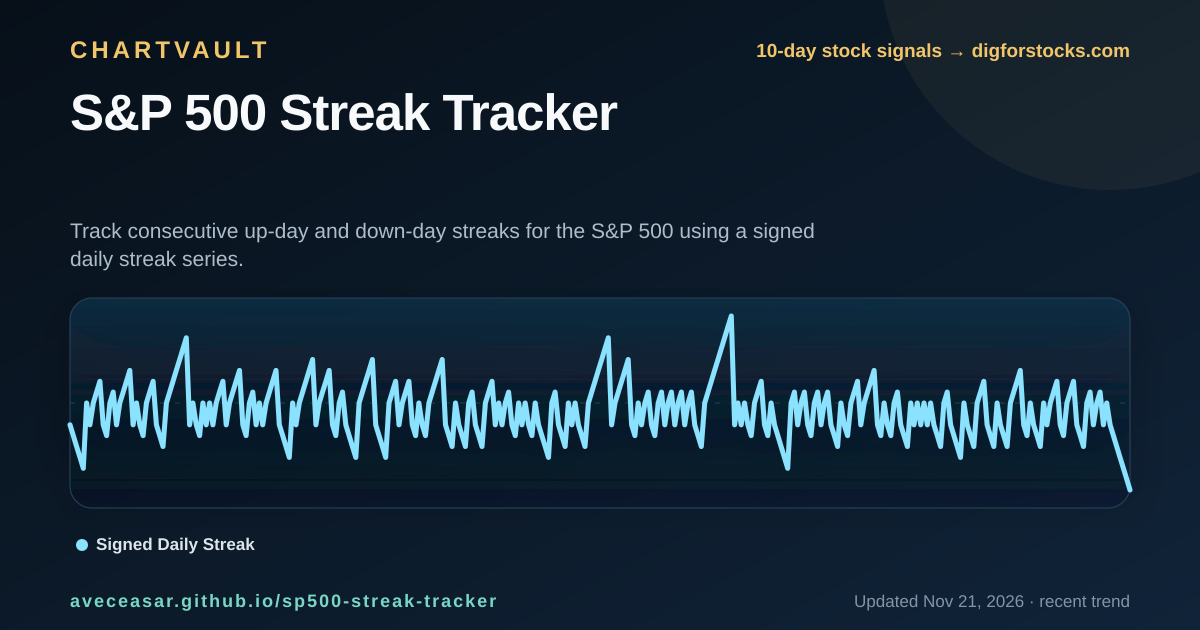 CHARTVAULT
10-day stock signals → digforstocks.com
S&P 500 Streak Tracker
Track consecutive up-day and down-day streaks for the S&P 500 using a signed
daily streak series.
Signed Daily Streak
aveceasar.github.io/sp500-streak-tracker
Updated Nov 21, 2026 · recent trend